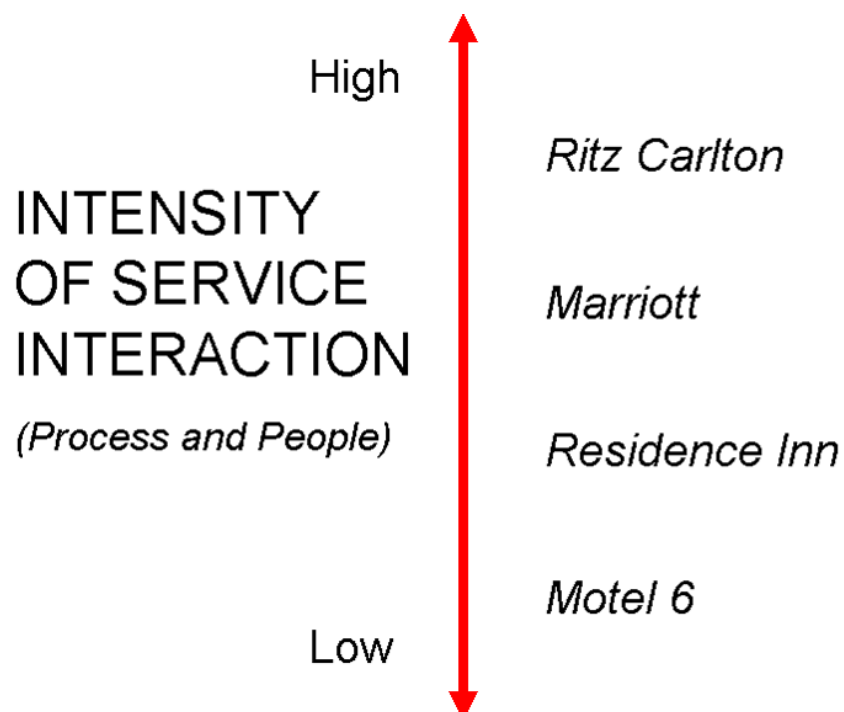 High
Ritz Carlton
INTENSITY
OF SERVICE
INTERACTION
(Process and People)
Marriott
Residence Inn
Motel 6
Low